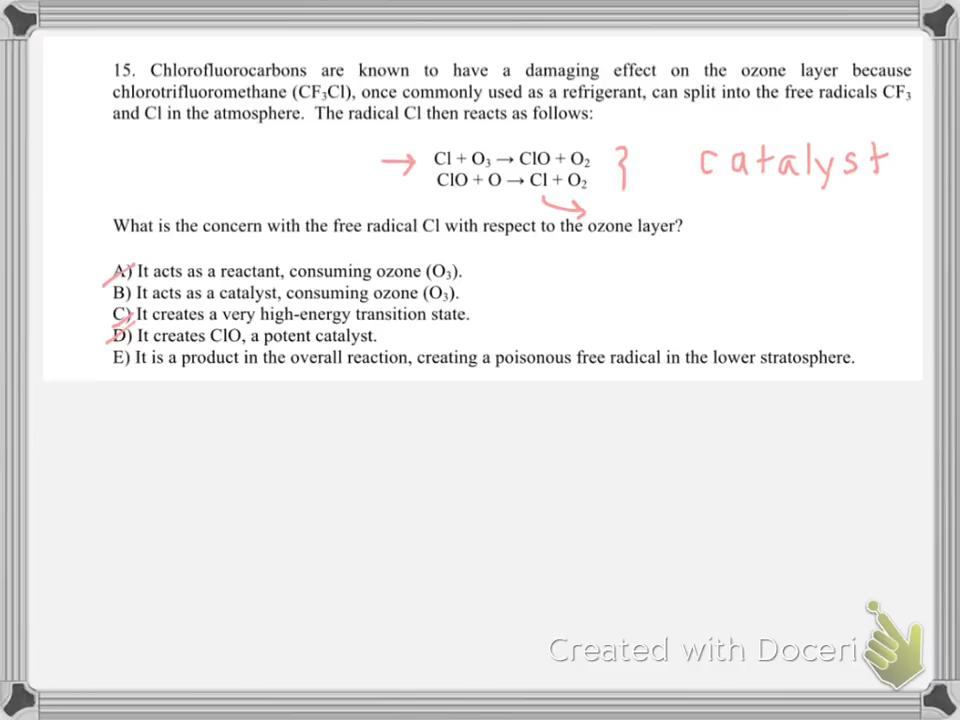 15. Chlorofluorocarbons are known to have a damaging effect on the ozone layer because
chlorotrifluoromethane (CF₃Cl), once commonly used as a refrigerant, can split into the free radicals CF₃
and Cl in the atmosphere. The radical Cl then reacts as follows:
→ Cl + O₃ → ClO + O₂ } catalyst
ClO + O → Cl + O₂
What is the concern with the free radical Cl with respect to the ozone layer?
A) It acts as a reactant, consuming ozone (O₃).
B) It acts as a catalyst, consuming ozone (O₃).
C) It creates a very high-energy transition state.
D) It creates ClO, a potent catalyst.
E) It is a product in the overall reaction, creating a poisonous free radical in the lower stratosphere.
Created with Doceri